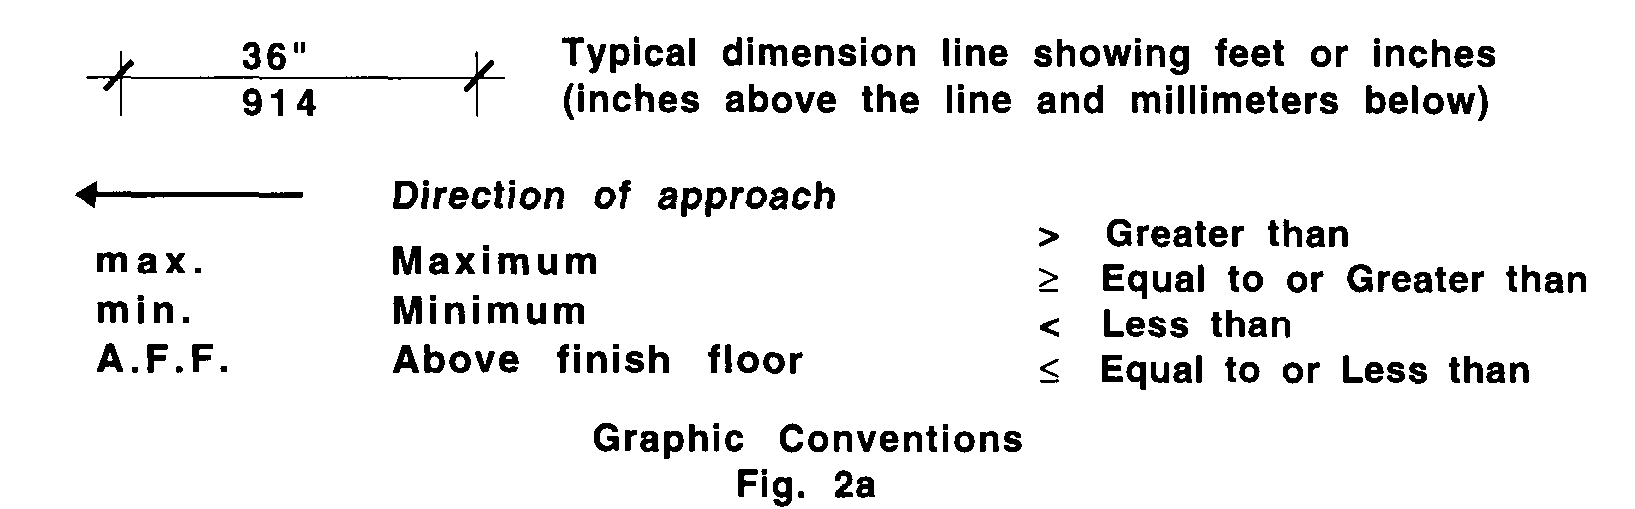 36" Typical dimension line showing feet or inches
914 (inches above the line and millimeters below)
Direction of approach
max. Maximum
min. Minimum
A.F.F. Above finish floor
> Greater than
≥ Equal to or Greater than
< Less than
≤ Equal to or Less than
Graphic Conventions
Fig. 2a